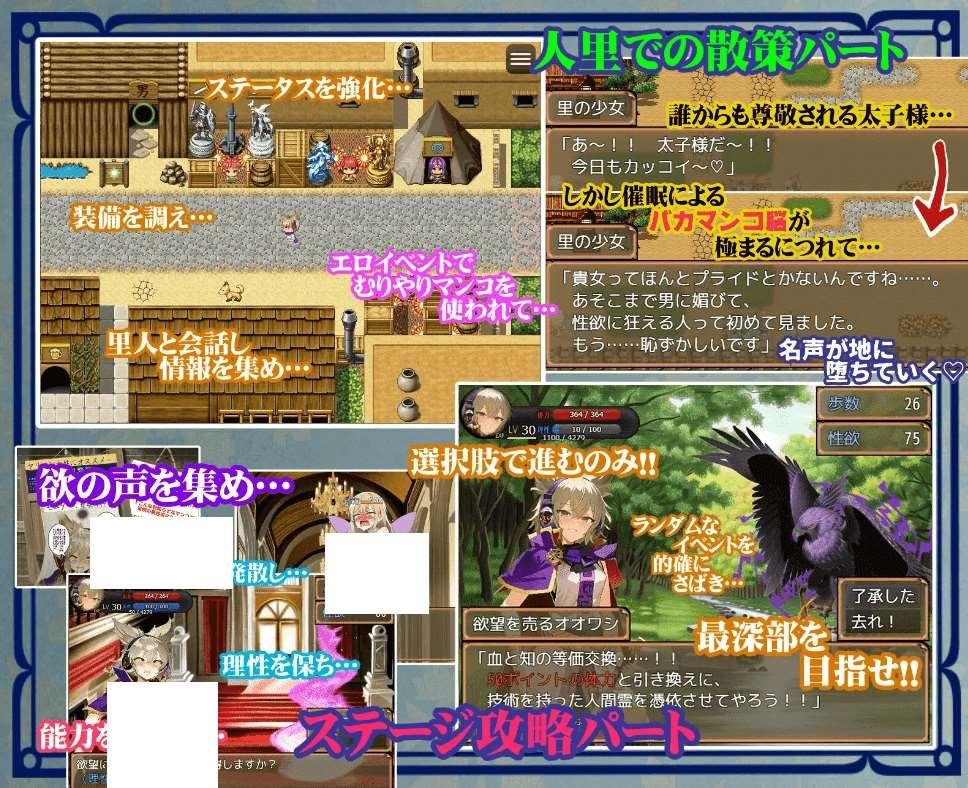 人里での散策パート
ステータスを強化…
男
装備を調え…
エロイベントで
むりやりマンコを
使われて…
里人と会話し
情報を集め…
里の少女
誰からも尊敬される太子様…
「あ～！！　太子様だ～！！
今日もカッコイ～♡」
しかし催眠による
バカマンコ脳が
極まるにつれて…
里の少女
「貴女ってほんとプライドとかないんですね……。
あそこまで男に媚びて、
性欲に狂える人って初めて見ました。
もう……恥ずかしいです」
名声が地に
堕ちていく♡
欲の声を集め…
発散し…
LV 30
264 / 264
100 / 100
50 / 4279
理性を保ち…
能力を
しますか？
LV 30
体力 364 / 364
理性 10 / 100
EXP 1100 / 4279
歩数 26
性欲 75
選択肢で進むのみ!!
ランダムな
イベントを
的確に
さばき…
了承した
去れ！
欲望を売るオオワシ
最深部を
目指せ!!
「血と知の等価交換……！！
50ポイントの体力と引き換えに、
技術を持った人間霊を憑依させてやろう！！」
ステージ攻略パート